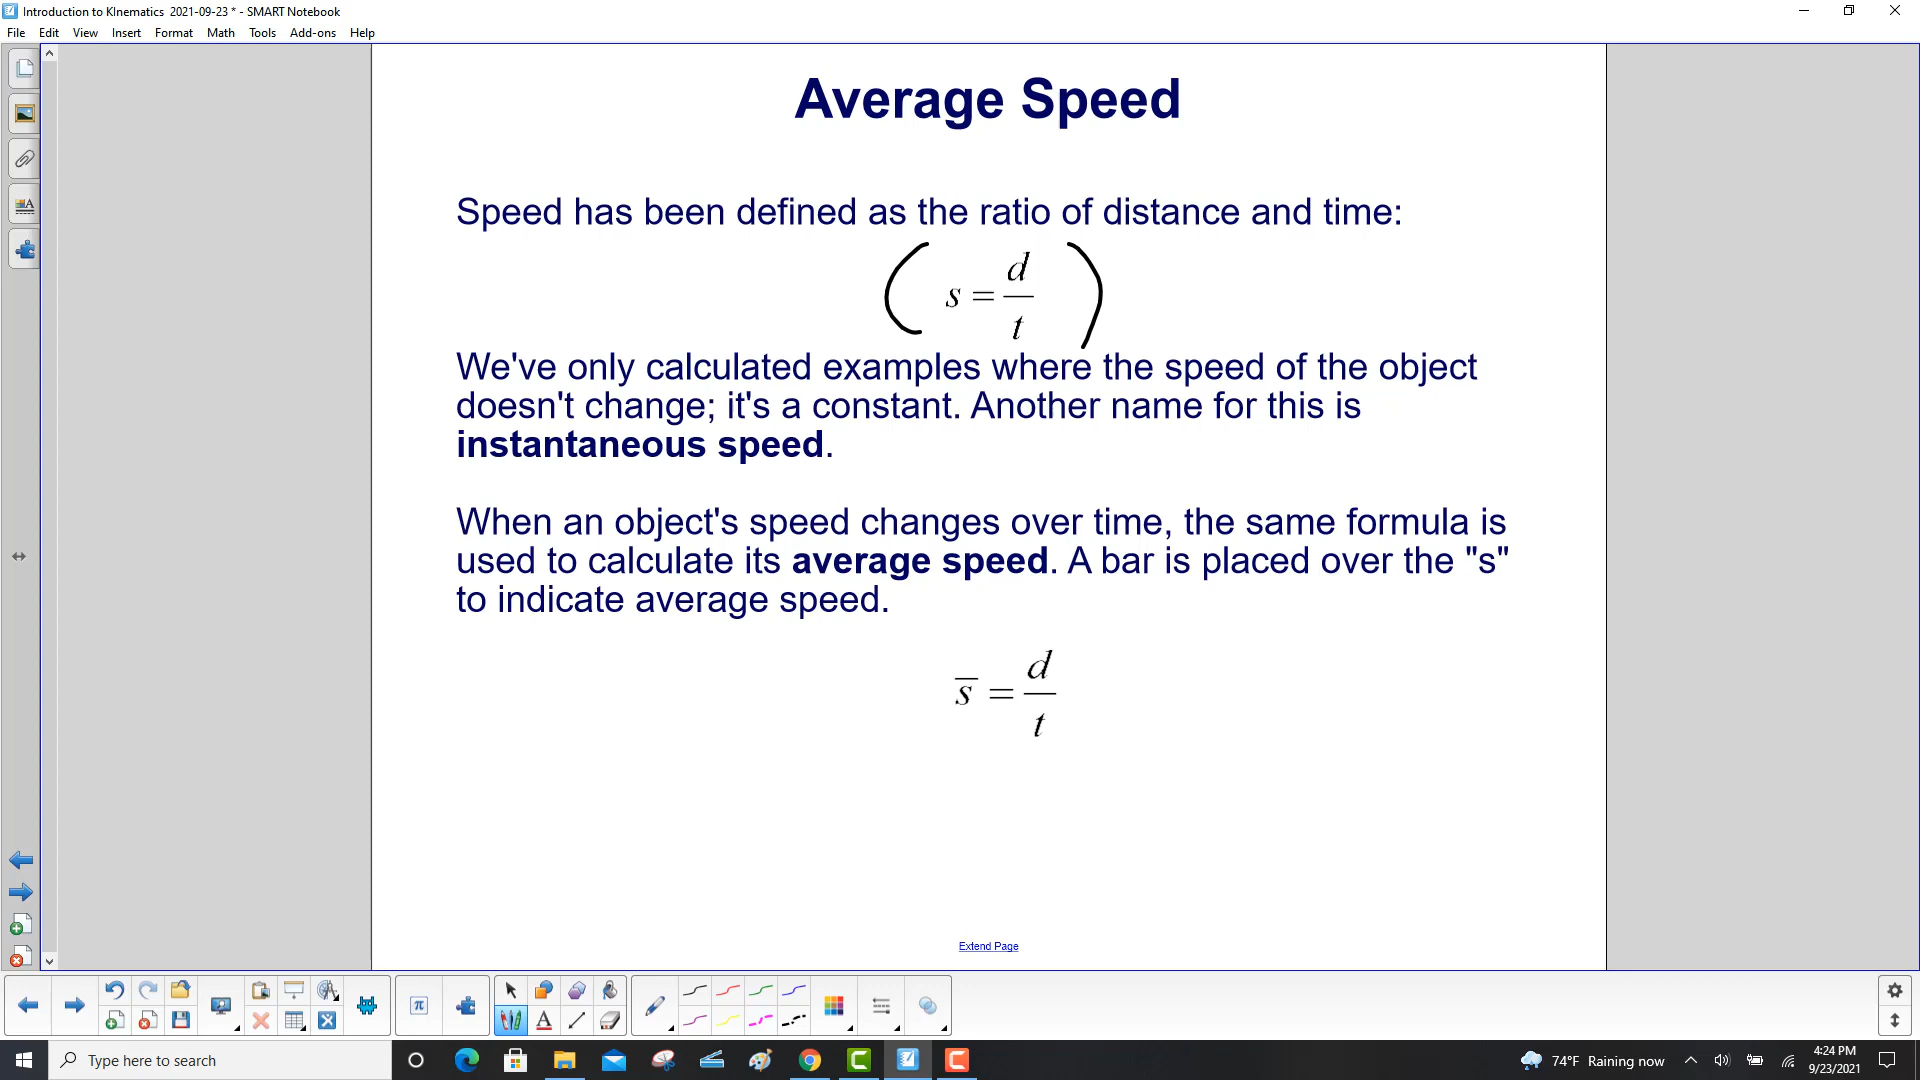 Introduction to KInematics  2021-09-23 * - SMART Notebook
File Edit View Insert Format Math Tools Add-ons Help
Average Speed
Speed has been defined as the ratio of distance and time:
( s = d/t )
We've only calculated examples where the speed of the object
doesn't change; it's a constant. Another name for this is
instantaneous speed.
When an object's speed changes over time, the same formula is
used to calculate its average speed. A bar is placed over the "s"
to indicate average speed.
s̅ = d/t
Extend Page
Type here to search
74°F Raining now
4:24 PM
9/23/2021